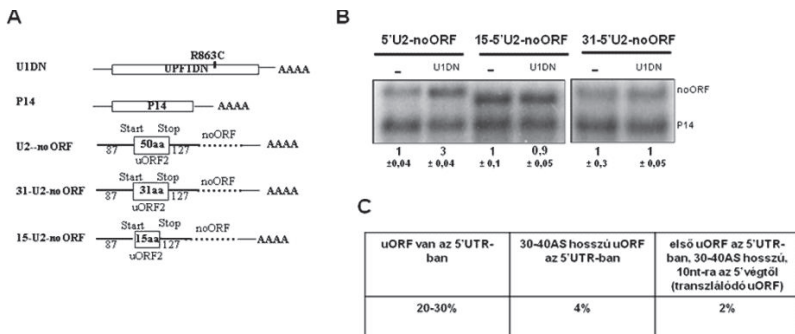 A
U1DN
R863C
UPF1DN
AAAA
P14
P14
AAAA
U2--noORF
Start
Stop
50aa
noORF
AAAA
87
127
uORF2
31-U2-noORF
Start
Stop
31aa
noORF
AAAA
87
127
uORF2
15-U2-noORF
Start
Stop
15aa
noORF
AAAA
87
127
uORF2
B
5'U2-noORF 15-5'U2-noORF 31-5'U2-noORF
- U1DN - U1DN - U1DN
noORF
P14
1 3 1 0,9 1 1
±0,04 ± 0,04 ± 0,1 ± 0,05 ± 0,3 ± 0,05
C
uORF van az 5'UTR-
ban
30-40AS hosszú uORF
az 5'UTR-ban
első uORF az 5'UTR-
ban, 30-40AS hosszú,
10nt-ra az 5'végtől
(transzlálódó uORF)
20-30% 4% 2%